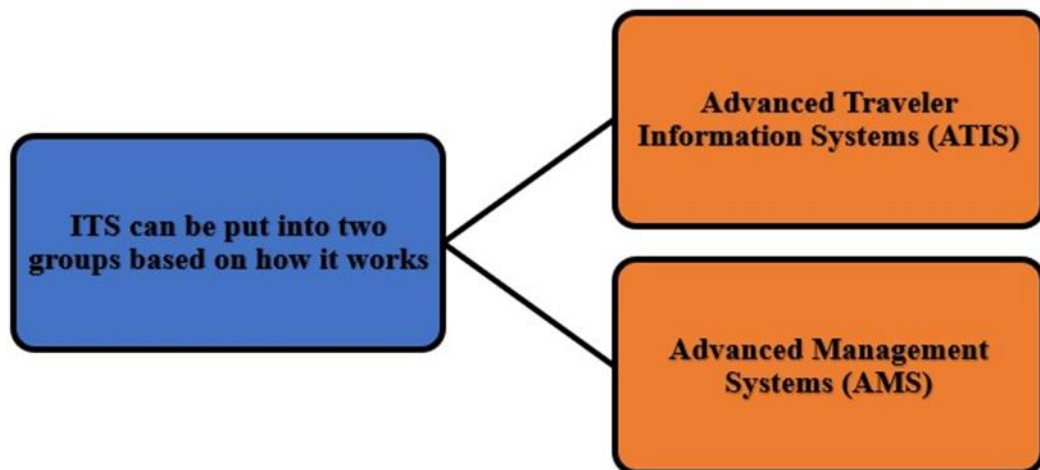 ITS can be put into two
groups based on how it works
Advanced Traveler
Information Systems (ATIS)
Advanced Management
Systems (AMS)